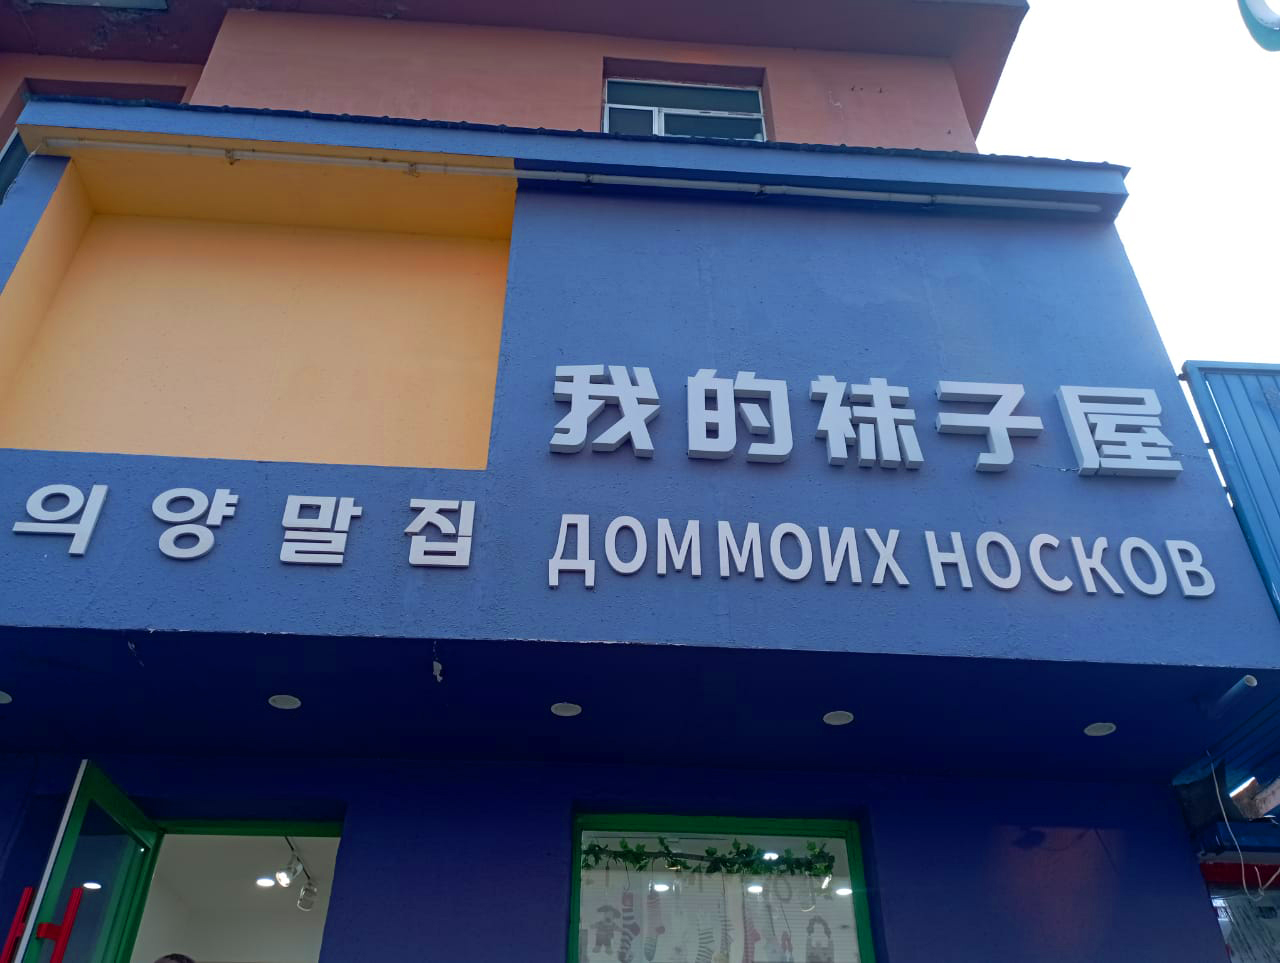 我的袜子屋
의 양 말 집
ДОМ МОИХ НОСКОВ